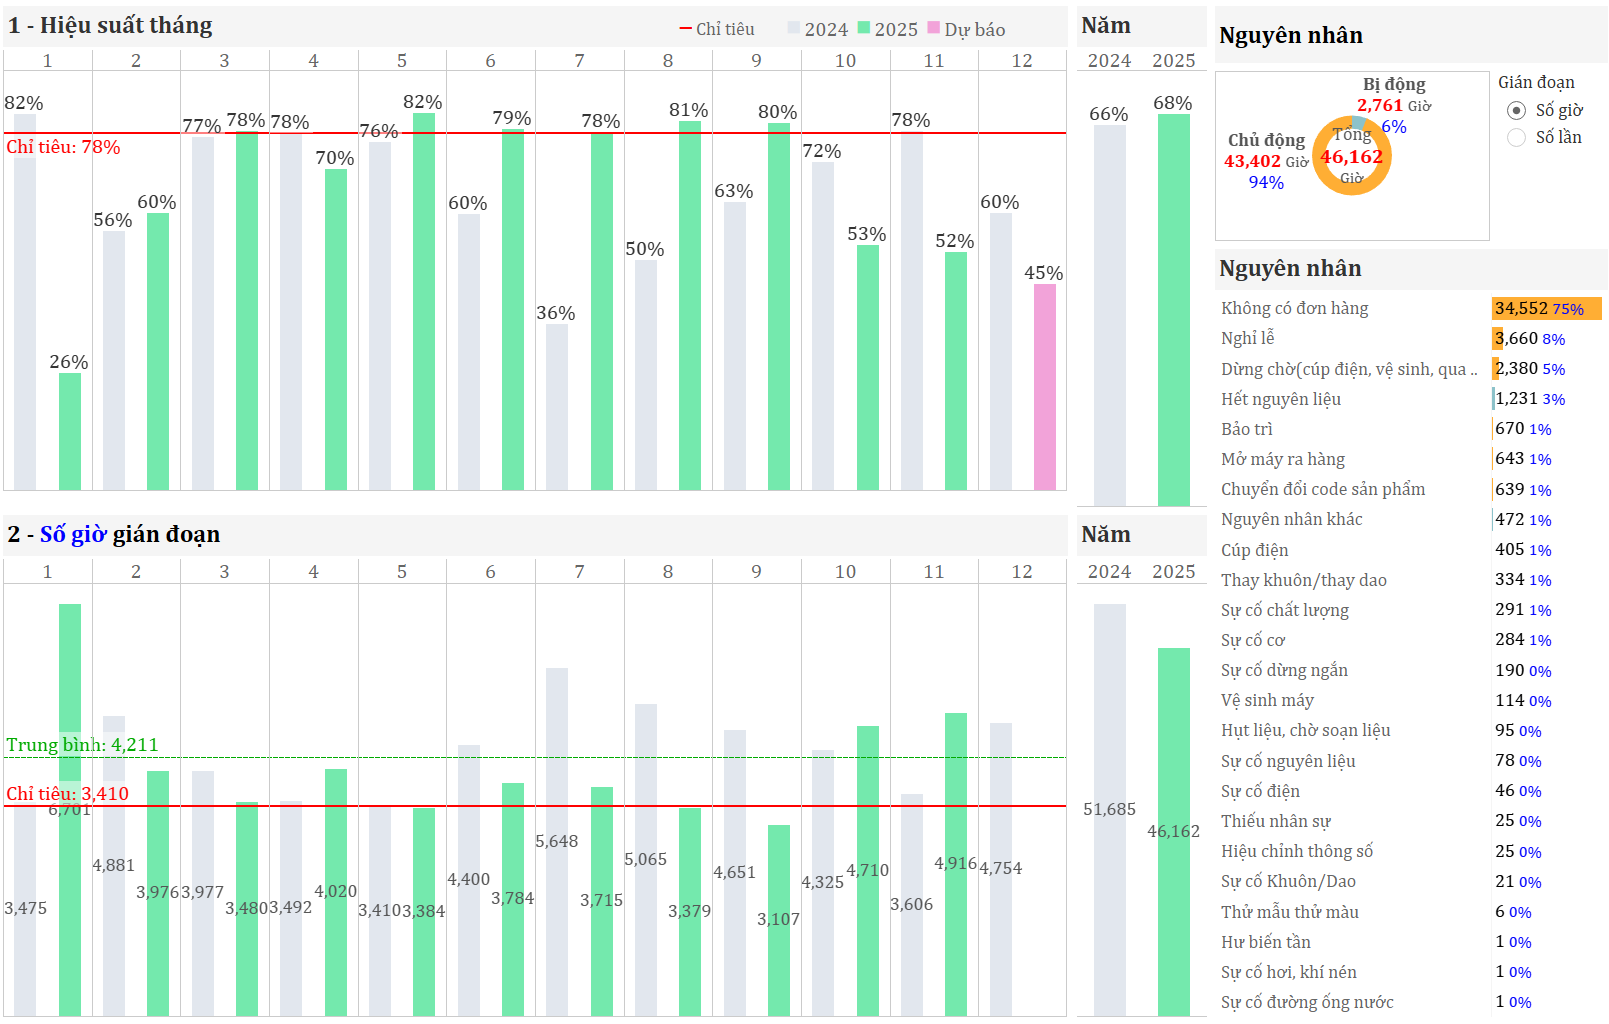 1 - Hiệu suất tháng
Chỉ tiêu 2024 2025 Dự báo
1 2 3 4 5 6 7 8 9 10 11 12
82% 26%
56% 60%
77% 78%
78% 70%
76% 82%
60% 79%
36% 78%
50% 81%
63% 80%
72% 53%
78% 52%
60% 45%
Chỉ tiêu: 78%
Năm
2024 2025
66% 68%
2 - Số giờ gián đoạn
1 2 3 4 5 6 7 8 9 10 11 12
Trung bình: 4,211
Chỉ tiêu: 3,410
3,475 6,701
4,881 3,976
3,977 3,480
3,492 4,020
3,410 3,384
4,400 3,784
5,648 3,715
5,065 3,379
4,651 3,107
4,325 4,710
3,606 4,916
4,754
Năm
2024 2025
51,685 46,162
Nguyên nhân
Bị động
2,761 Giờ
6%
Chủ động
43,402 Giờ
94%
Tổng
46,162
Giờ
Gián đoạn
Số giờ
Số lần
Nguyên nhân
Không có đơn hàng 34,552 75%
Nghỉ lễ 3,660 8%
Dừng chờ(cúp điện, vệ sinh, qua .. 2,380 5%
Hết nguyên liệu 1,231 3%
Bảo trì 670 1%
Mở máy ra hàng 643 1%
Chuyển đổi code sản phẩm 639 1%
Nguyên nhân khác 472 1%
Cúp điện 405 1%
Thay khuôn/thay dao 334 1%
Sự cố chất lượng 291 1%
Sự cố cơ 284 1%
Sự cố dừng ngắn 190 0%
Vệ sinh máy 114 0%
Hụt liệu, chờ soạn liệu 95 0%
Sự cố nguyên liệu 78 0%
Sự cố điện 46 0%
Thiếu nhân sự 25 0%
Hiệu chỉnh thông số 25 0%
Sự cố Khuôn/Dao 21 0%
Thử mẫu thử màu 6 0%
Hư biến tần 1 0%
Sự cố hơi, khí nén 1 0%
Sự cố đường ống nước 1 0%